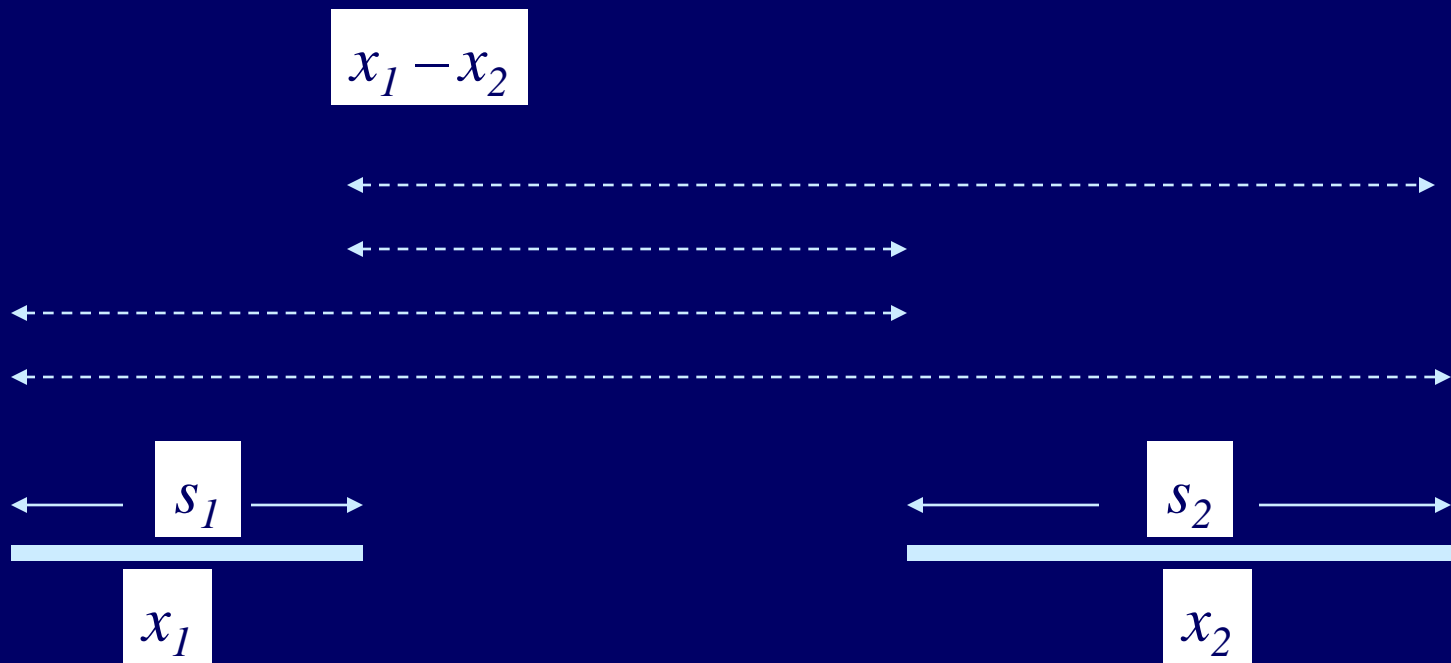 x₁ – x₂
s₁ s₂
x₁ x₂